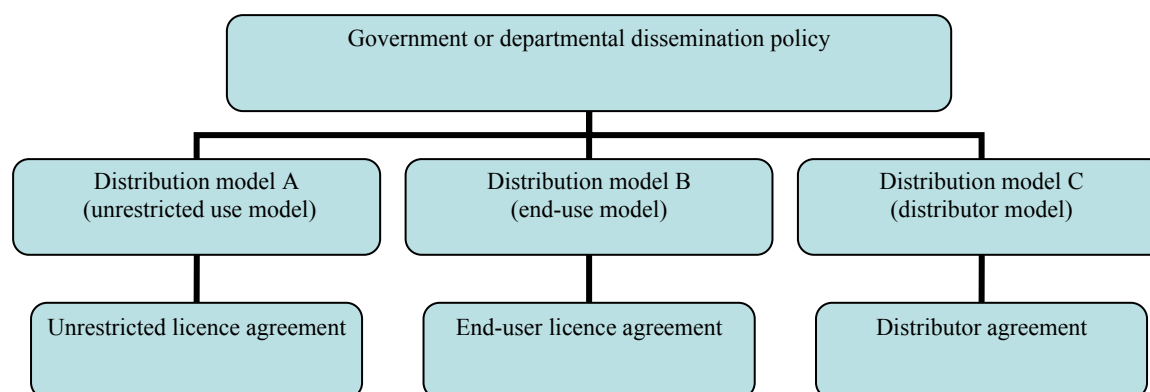 Government or departmental dissemination policy
Distribution model A
(unrestricted use model)
Distribution model B
(end-use model)
Distribution model C
(distributor model)
Unrestricted licence agreement
End-user licence agreement
Distributor agreement